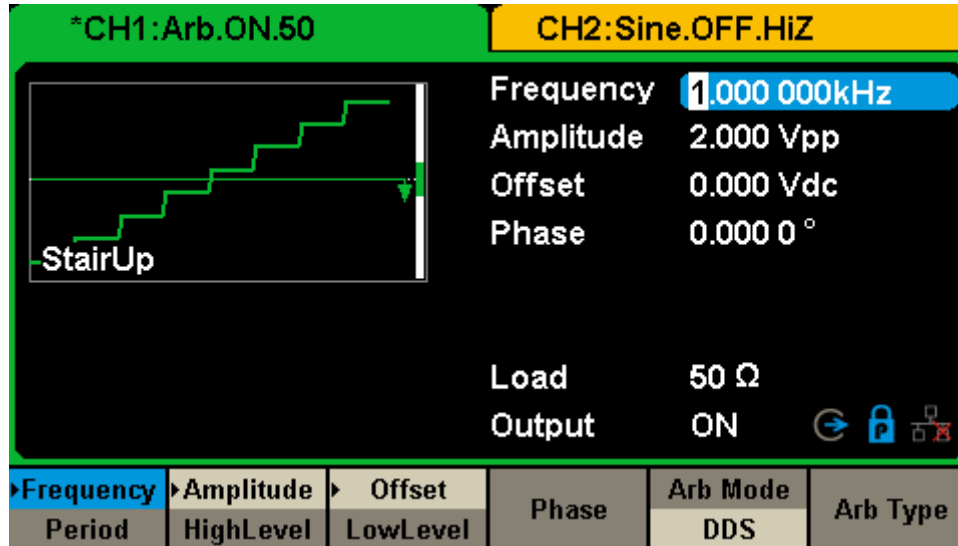 *CH1:Arb.ON.50
CH2:Sine.OFF.HiZ
Frequency 1.000 000kHz
Amplitude 2.000 Vpp
Offset 0.000 Vdc
Phase 0.000 0 °
StairUp
Load 50 Ω
Output ON
P
Frequency Amplitude Offset Phase Arb Mode Arb Type
Period HighLevel LowLevel DDS